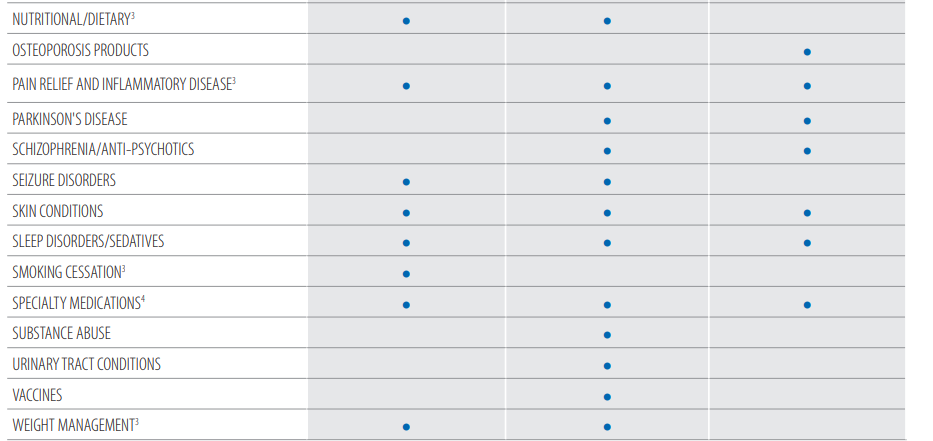 NUTRITIONAL/DIETARY³ • •
OSTEOPOROSIS PRODUCTS •
PAIN RELIEF AND INFLAMMATORY DISEASE³ • • •
PARKINSON'S DISEASE • •
SCHIZOPHRENIA/ANTI-PSYCHOTICS • •
SEIZURE DISORDERS • •
SKIN CONDITIONS • • •
SLEEP DISORDERS/SEDATIVES • • •
SMOKING CESSATION³ •
SPECIALTY MEDICATIONS⁴ • • •
SUBSTANCE ABUSE •
URINARY TRACT CONDITIONS •
VACCINES •
WEIGHT MANAGEMENT³ • •